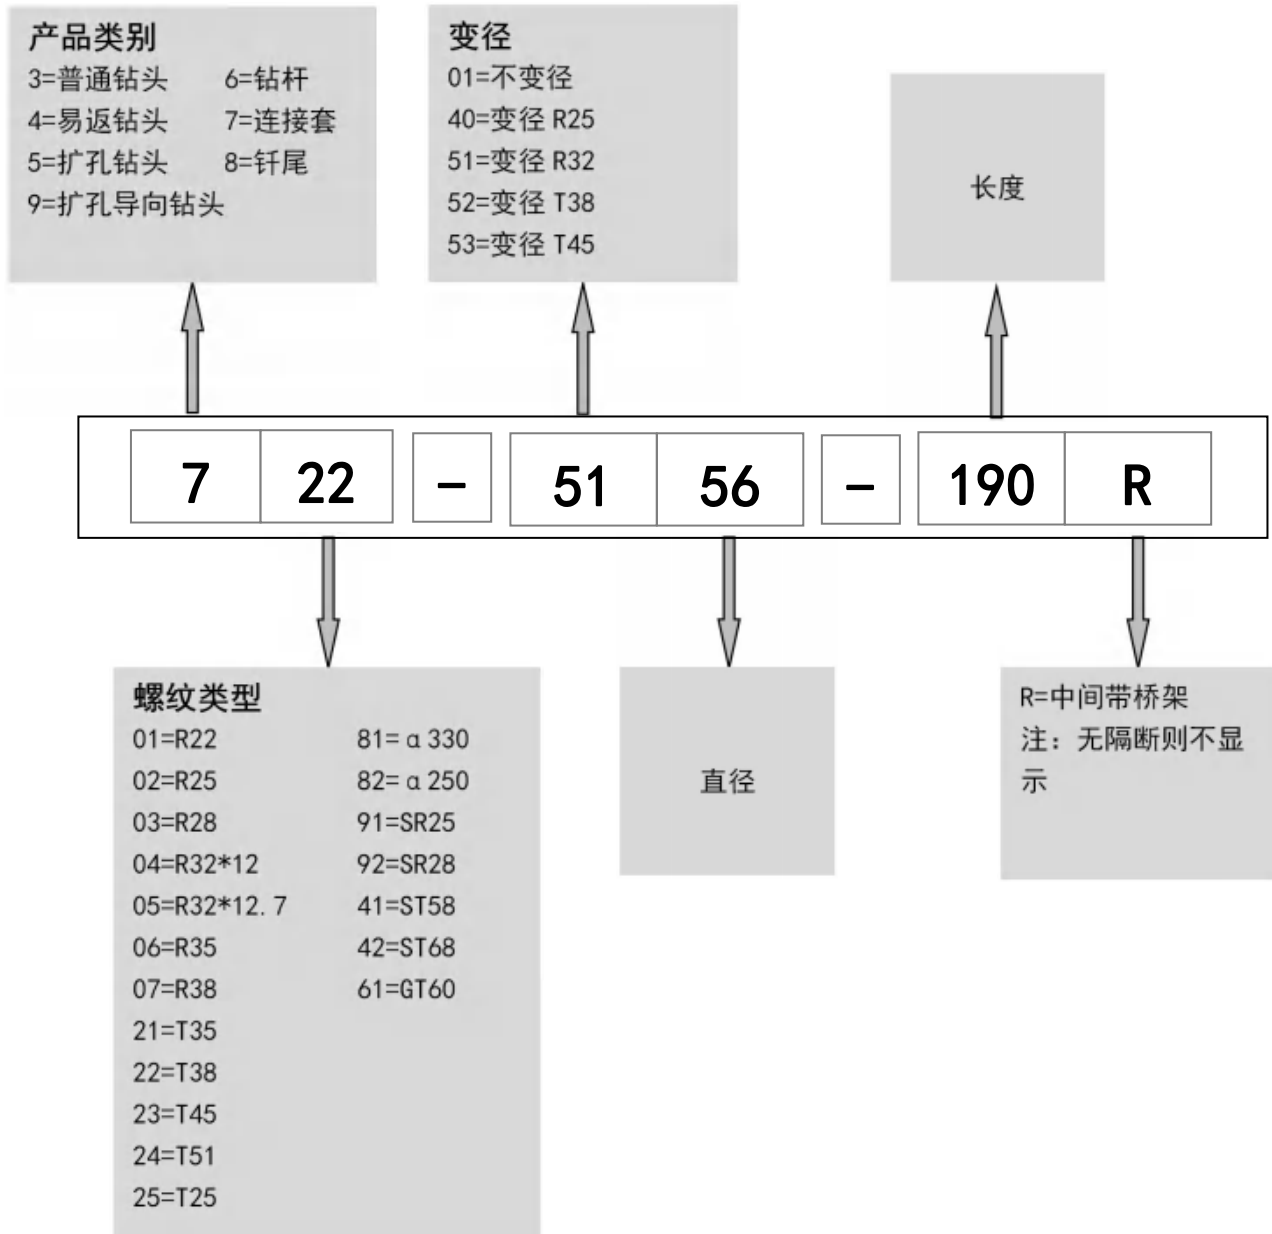 产品类别
3=普通钻头 6=钻杆
4=易返钻头 7=连接套
5=扩孔钻头 8=钎尾
9=扩孔导向钻头
变径
01=不变径
40=变径 R25
51=变径 R32
52=变径 T38
53=变径 T45
长度
7 22 - 51 56 - 190 R
螺纹类型
01=R22 81=α330
02=R25 82=α250
03=R28 91=SR25
04=R32*12 92=SR28
05=R32*12.7 41=ST58
06=R35 42=ST68
07=R38 61=GT60
21=T35
22=T38
23=T45
24=T51
25=T25
直径
R=中间带桥架
注：无隔断则不显
示